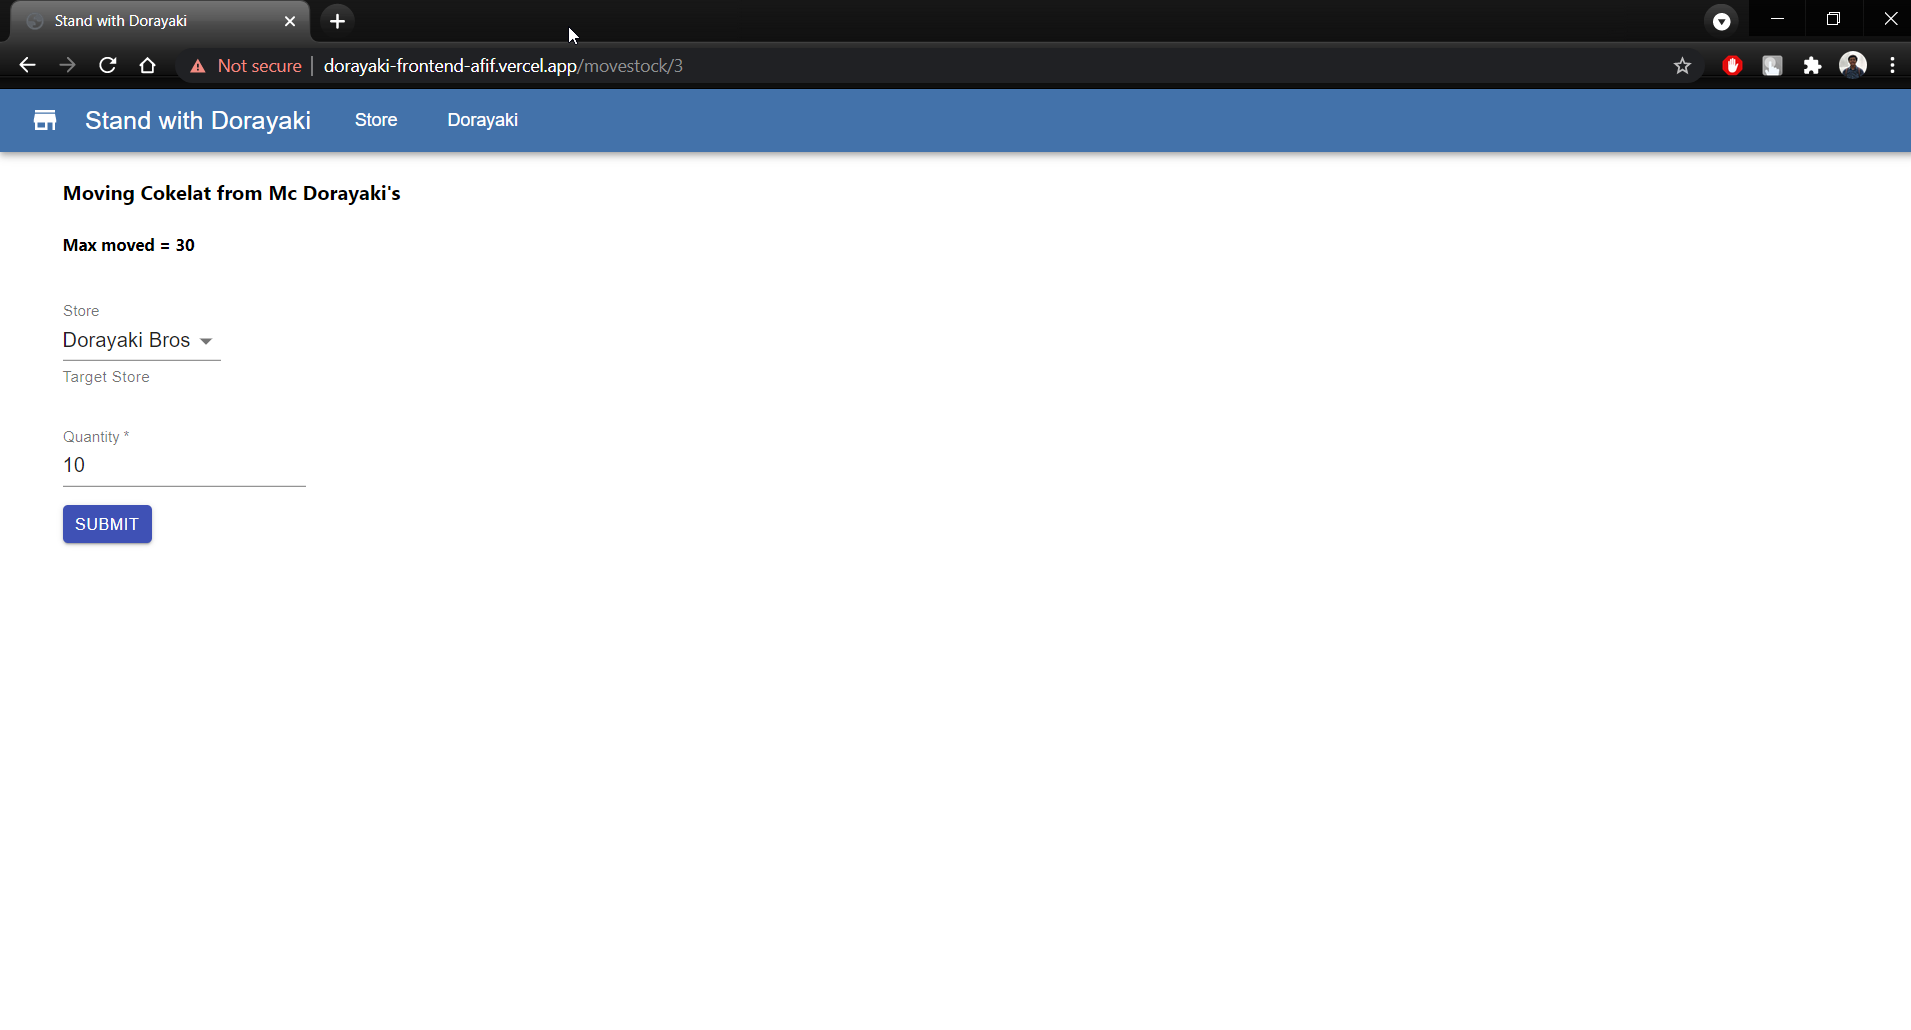 Stand with Dorayaki
Not secure dorayaki-frontend-afif.vercel.app/movestock/3
Stand with Dorayaki Store Dorayaki
Moving Cokelat from Mc Dorayaki's
Max moved = 30
Store
Dorayaki Bros
Target Store
Quantity *
10
SUBMIT